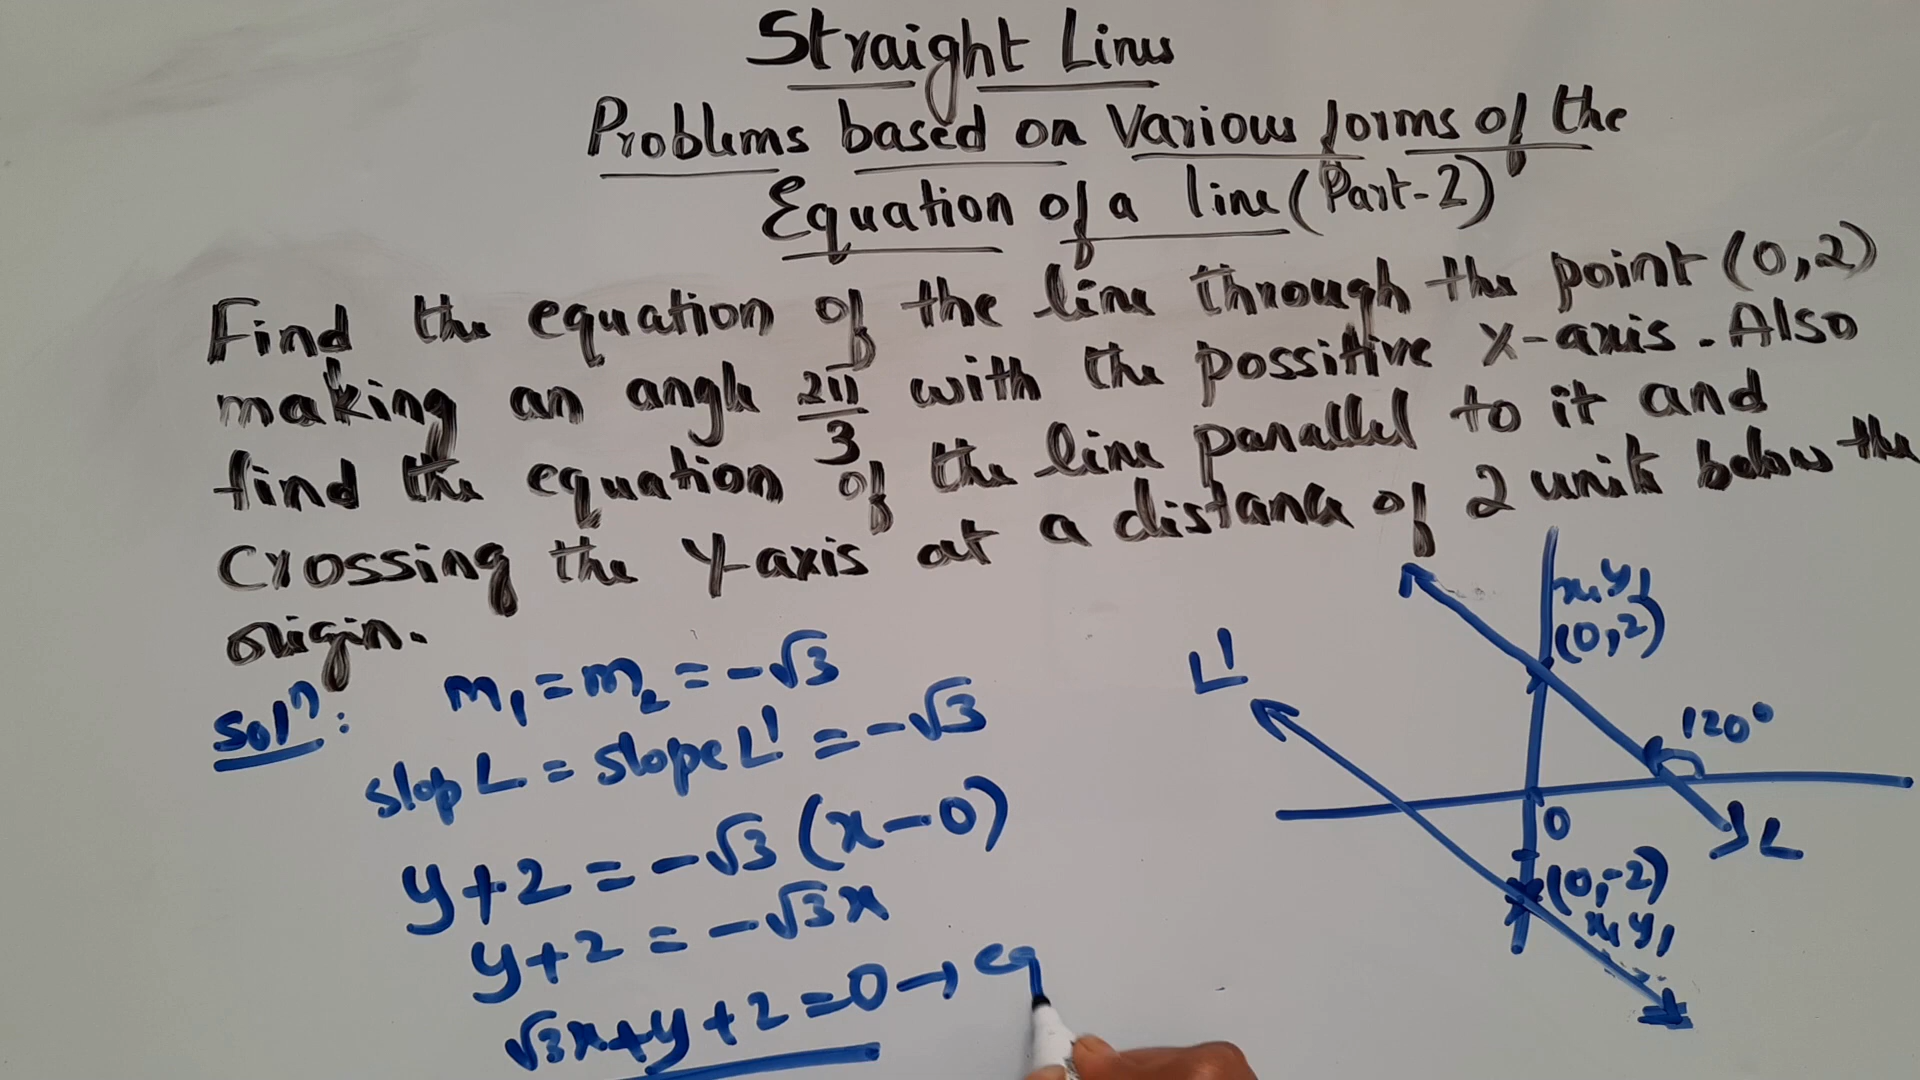 Straight Lines
Problems based on Various forms of the
Equation of a line (Part-2)
Find the equation of the line through the point (0,2)
making an angle 2π/3 with the possitive X-axis. Also
find the equation of the line parallel to it and
Crossing the Y-axis at a distance of 2 units below the
origin.
Solⁿ: m₁ = m₂ = -√3
slop L = slope L' = -√3
y+2 = -√3 (x-0)
y+2 = -√3x
√3x+y+2=0 → eq
x₁ y₁
(0,2)
L'
120°
0
L
(0,-2)
x₁ y₁